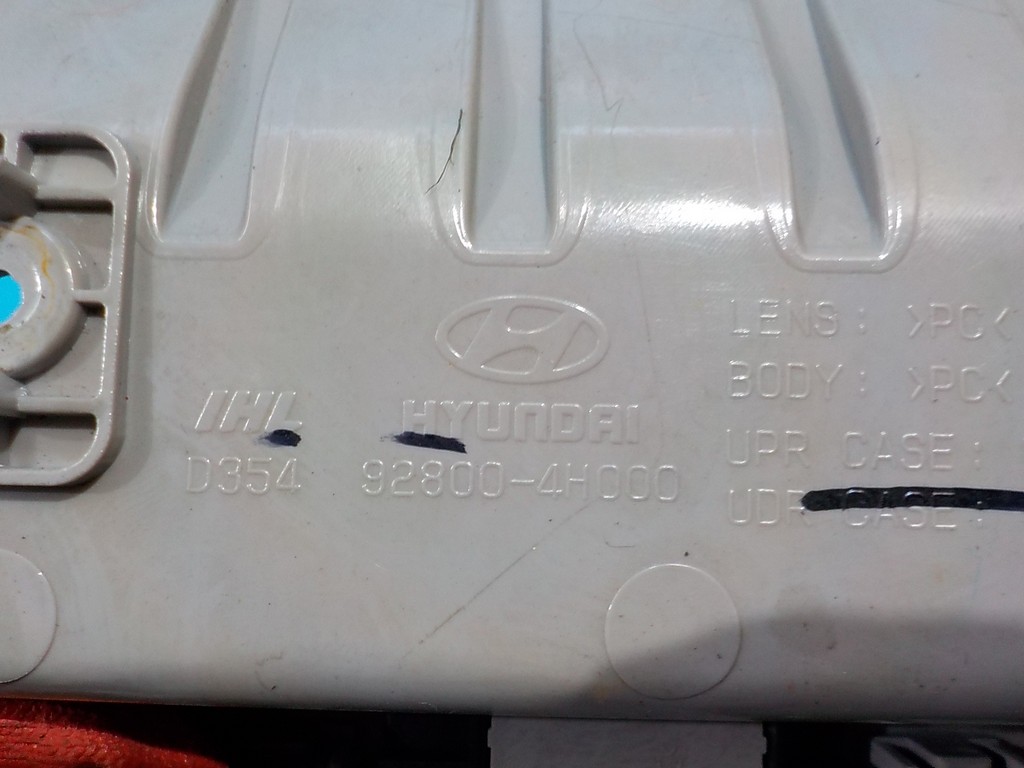 IHL
D354
HYUNDAI
92800-4H000
LENS: >PC<
BODY: >PC<
UPR CASE:
UDR CASE: